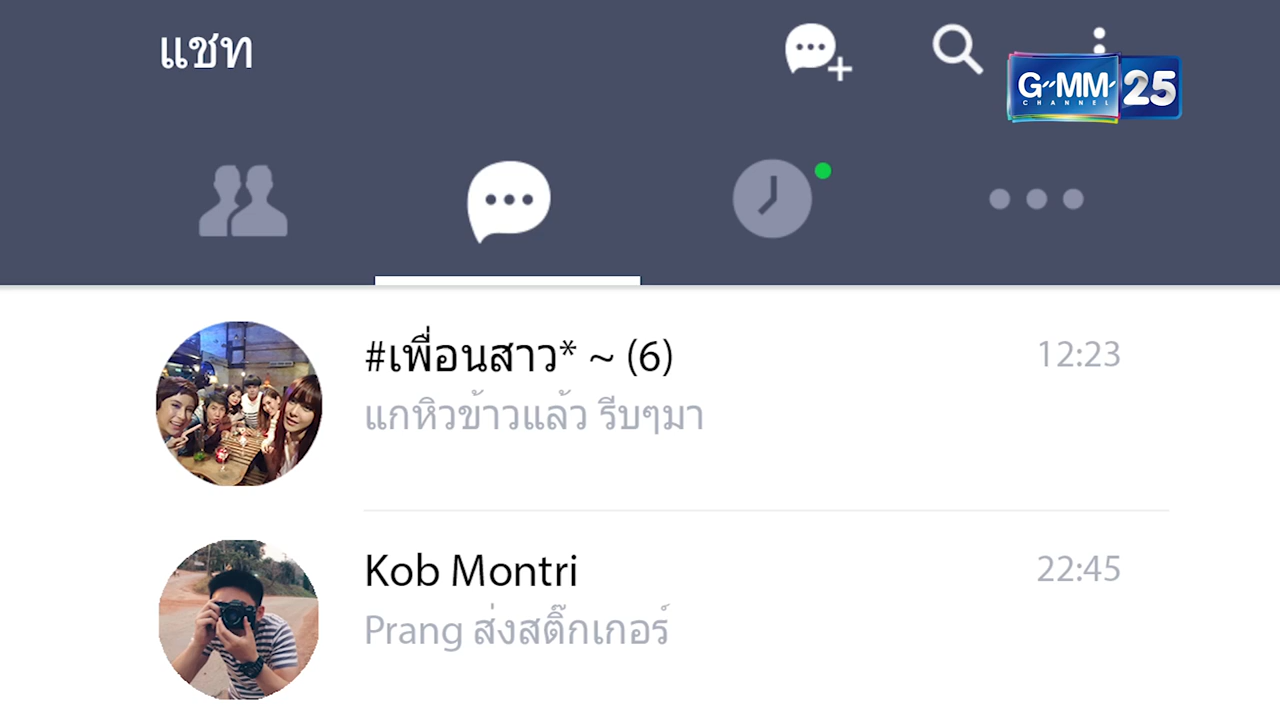 แชท
G"MM'
CHANNEL
25
#เพื่อนสาว* ~ (6)
12:23
แกหิวข้าวแล้ว รีบๆมา
Kob Montri
22:45
Prang ส่งสติ๊กเกอร์